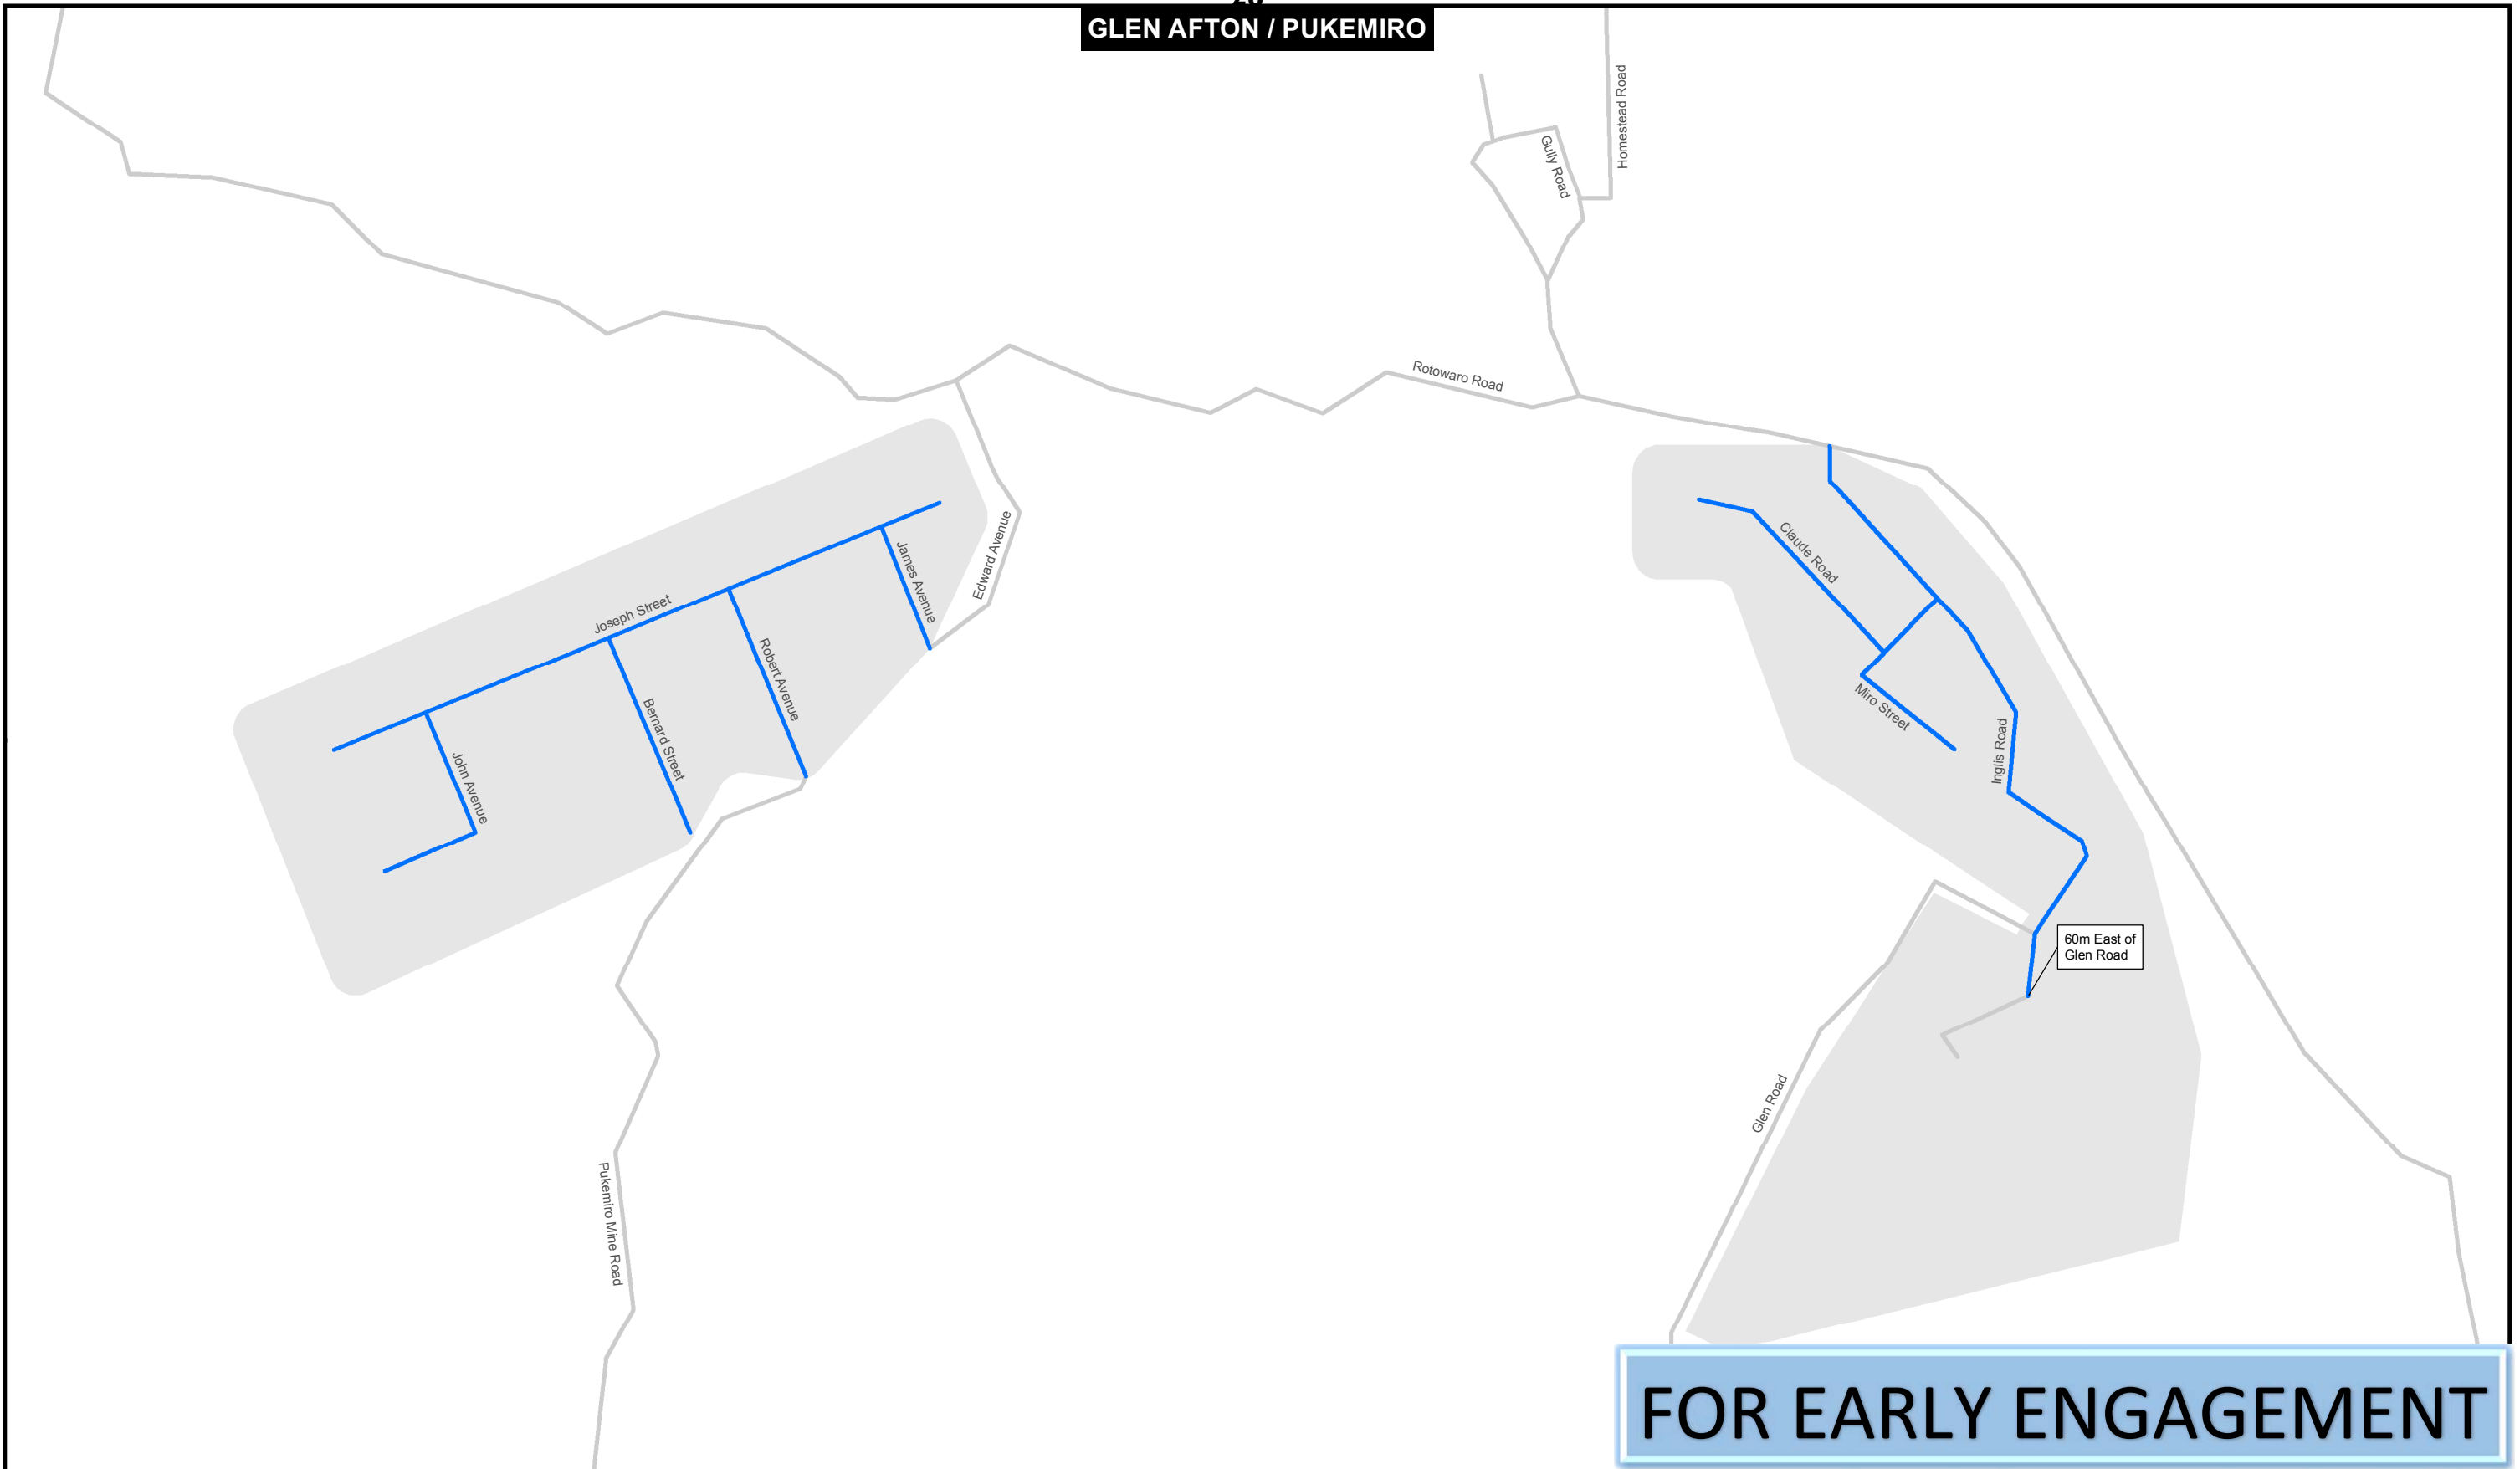 GLEN AFTON / PUKEMIRO
Homestead Road
Gully Road
Rotowaro Road
Edward Avenue
James Avenue
Joseph Street
Robert Avenue
Bernard Street
John Avenue
Claude Road
Miro Street
Inglis Road
60m East of
Glen Road
Glen Road
Pukemiro Mine Road
FOR EARLY ENGAGEMENT